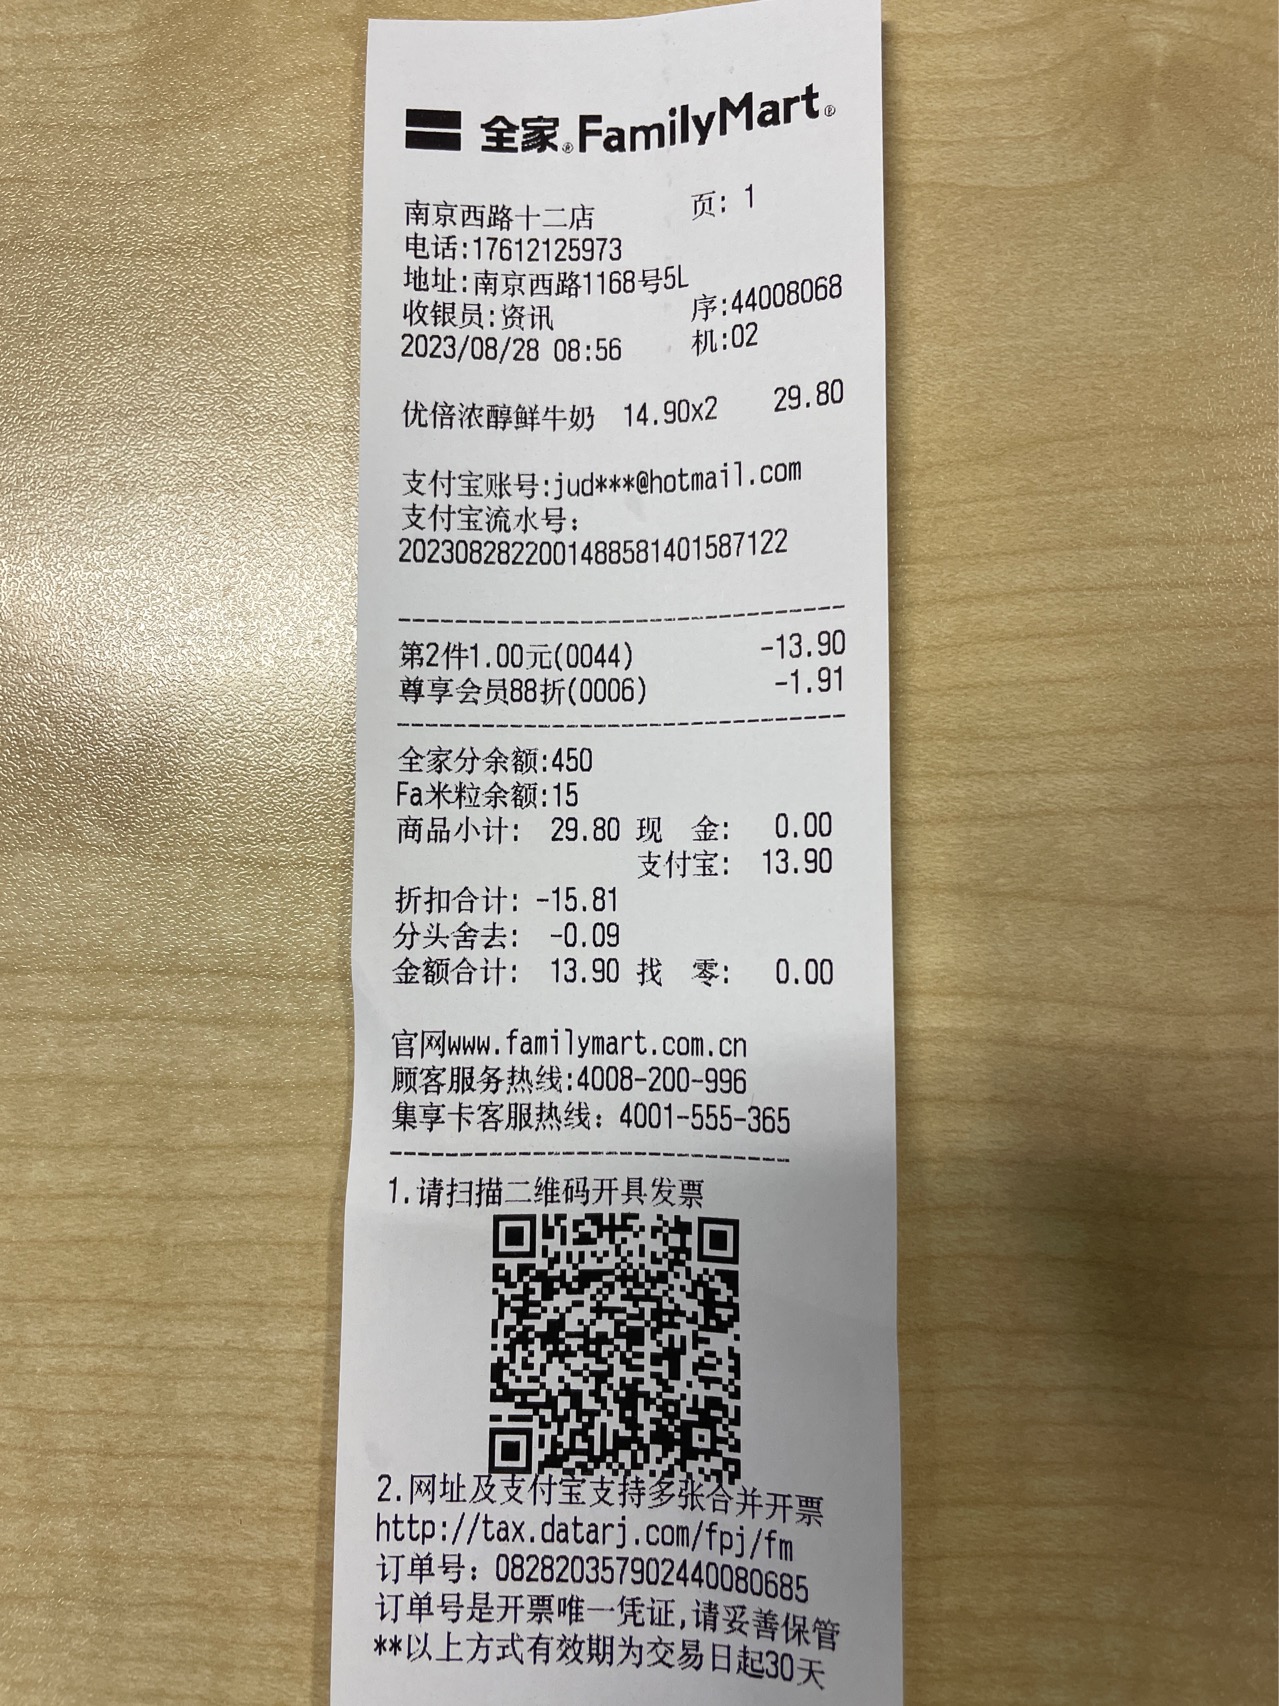 全家® FamilyMart®
南京西路十二店 页: 1
电话:17612125973
地址:南京西路1168号5L
收银员:资讯 序:44008068
2023/08/28 08:56 机:02
优倍浓醇鲜牛奶 14.90x2 29.80
支付宝账号:jud***@hotmail.com
支付宝流水号:
2023082822001488581401587122
第2件1.00元(0044) -13.90
尊享会员88折(0006) -1.91
全家分余额:450
Fa米粒余额:15
商品小计: 29.80 现 金: 0.00
支付宝: 13.90
折扣合计: -15.81
分头舍去: -0.09
金额合计: 13.90 找 零: 0.00
官网www.familymart.com.cn
顾客服务热线:4008-200-996
集享卡客服热线: 4001-555-365
1.请扫描二维码开具发票
2.网址及支付宝支持多张合并开票
http://tax.datarj.com/fpj/fm
订单号: 082820357902440080685
订单号是开票唯一凭证,请妥善保管
**以上方式有效期为交易日起30天